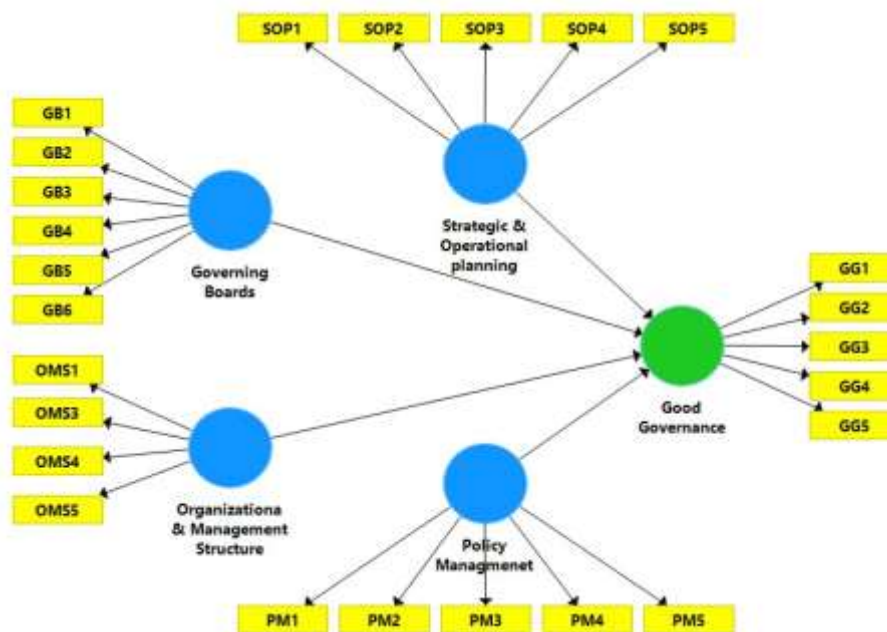 SOP1 SOP2 SOP3 SOP4 SOP5
GB1
GB2
GB3
GB4
GB5
GB6
Governing
Boards
Strategic &
Operational
planning
GG1
GG2
GG3
GG4
GG5
Good
Governance
OMS1
OMS3
OMS4
OMS5
Organizationa
& Management
Structure
Policy
Managmenet
PM1 PM2 PM3 PM4 PM5